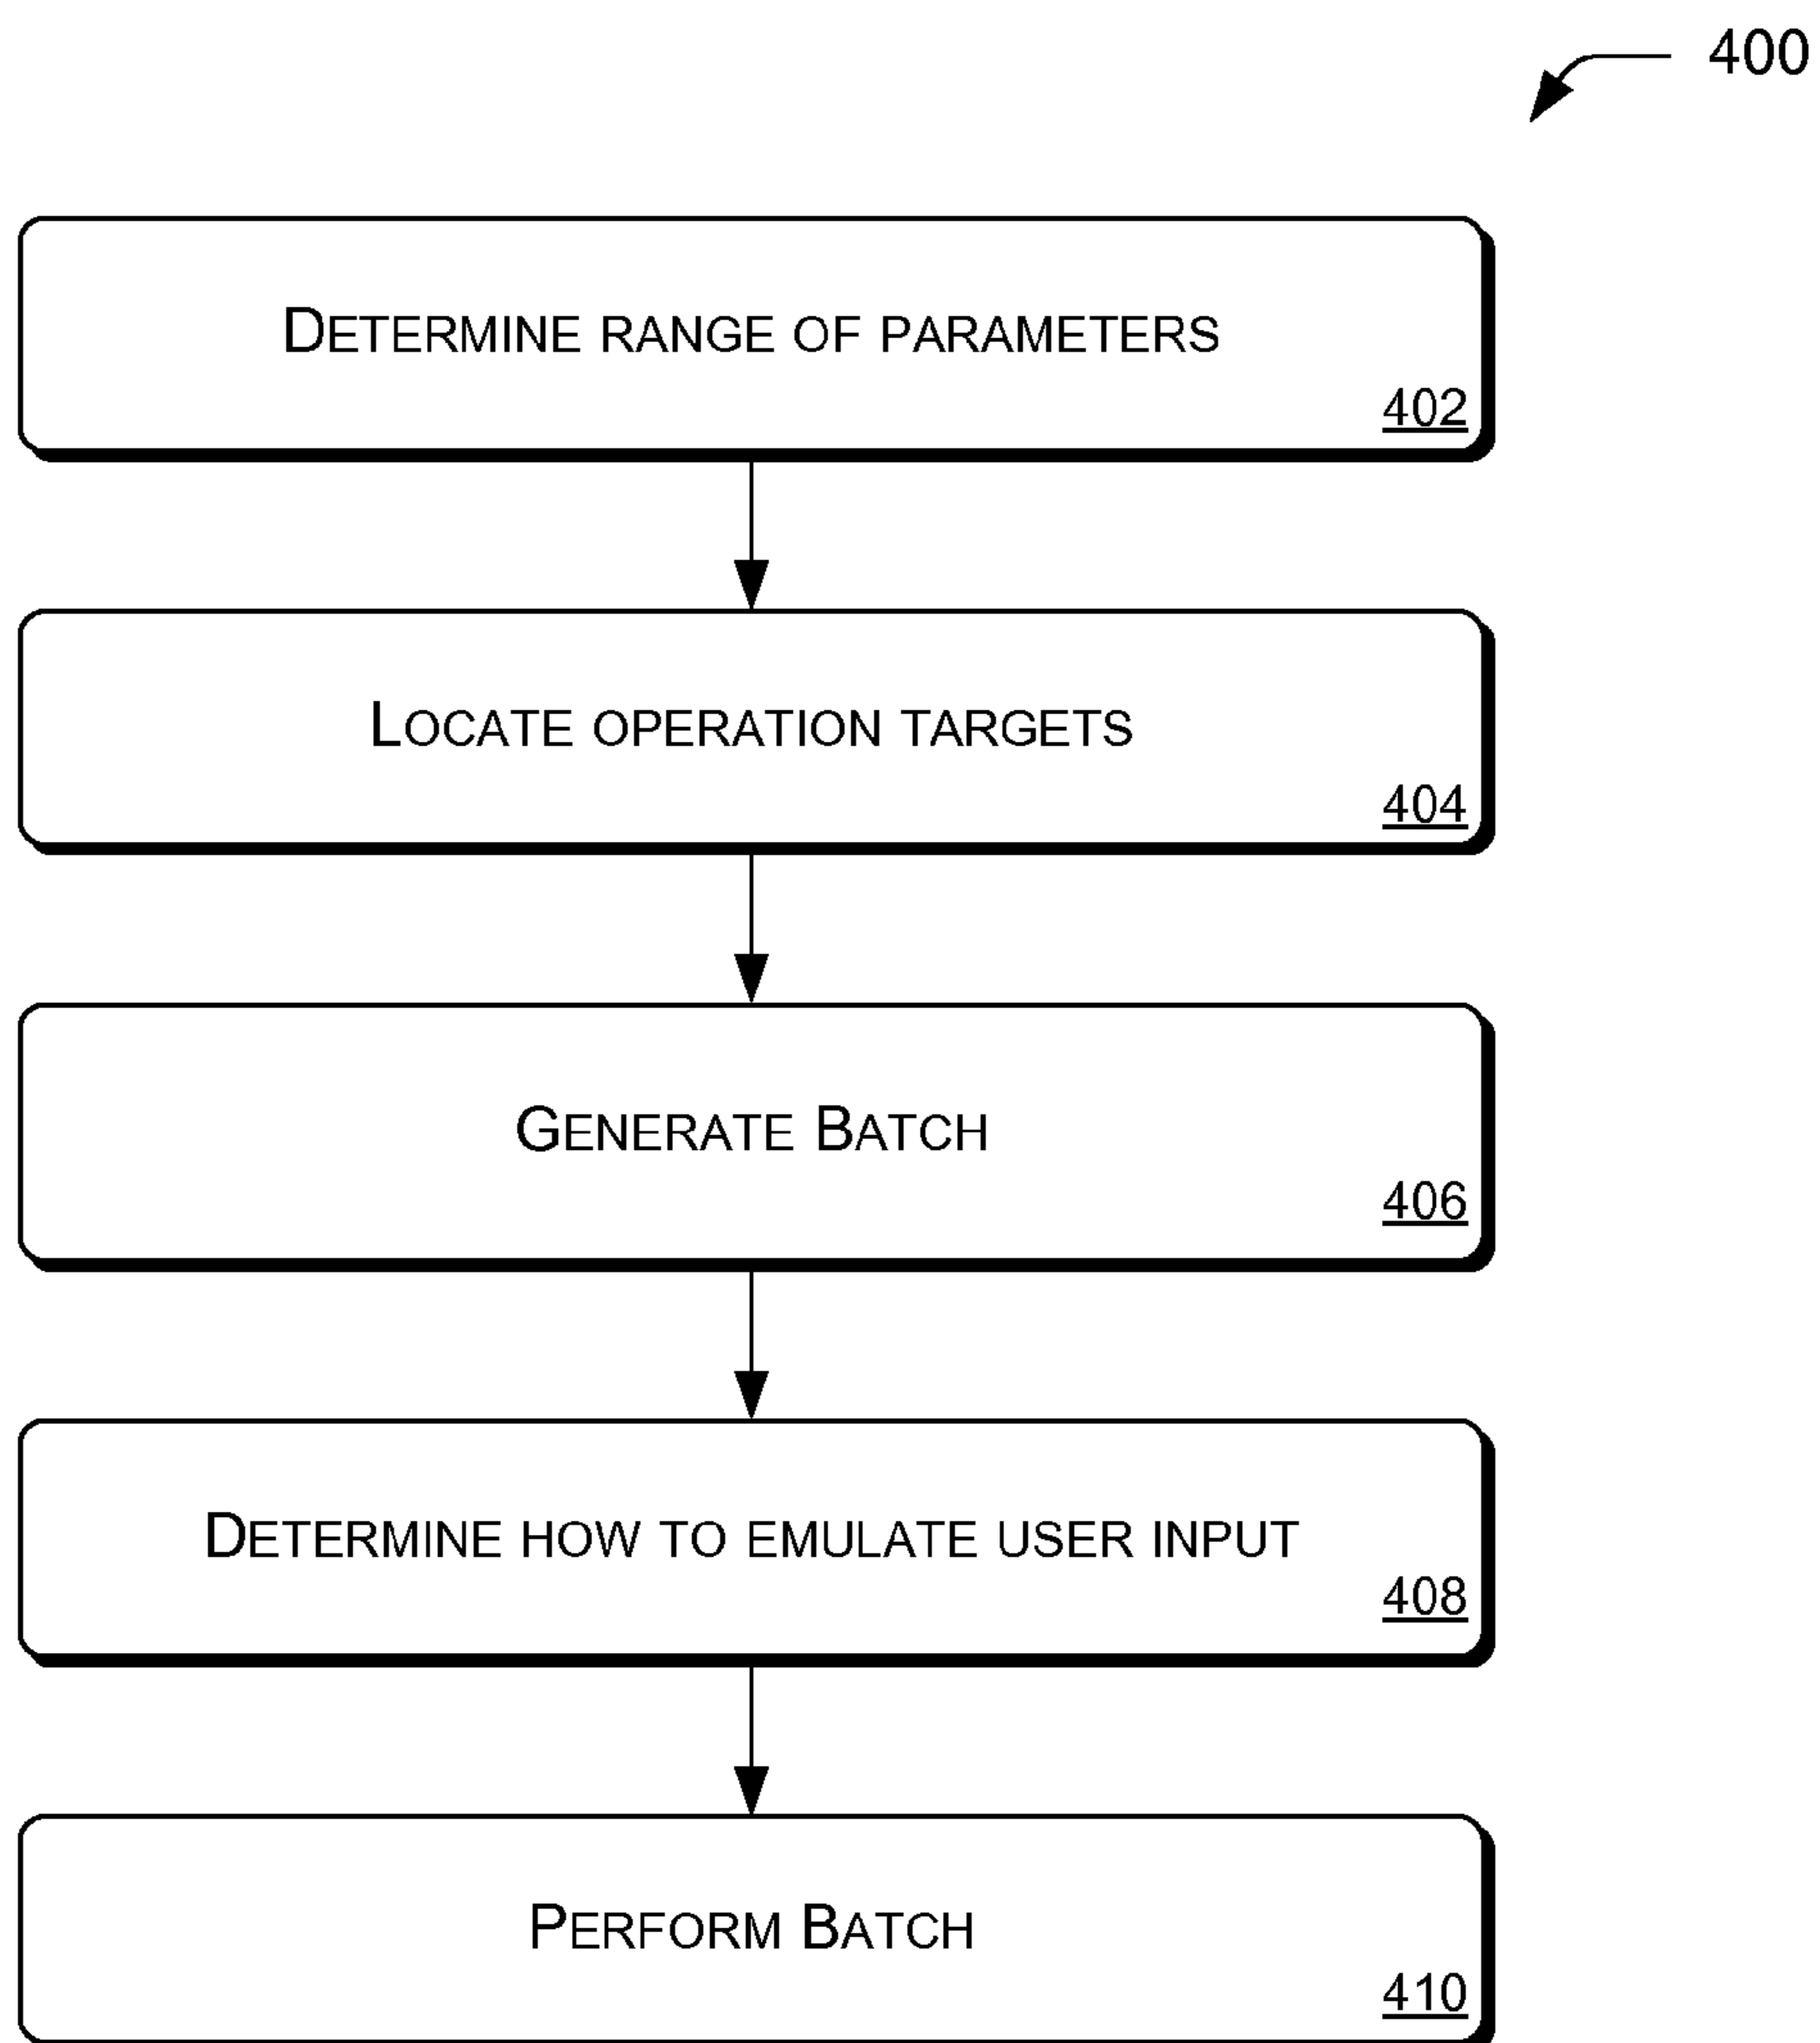 400
DETERMINE RANGE OF PARAMETERS
402
LOCATE OPERATION TARGETS
404
GENERATE BATCH
406
DETERMINE HOW TO EMULATE USER INPUT
408
PERFORM BATCH
410